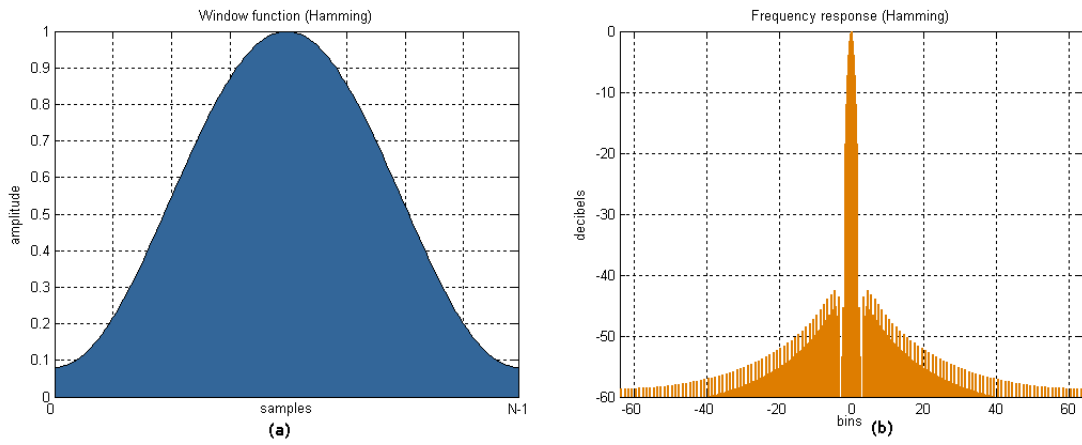 Window function (Hamming)
1
0.9
0.8
0.7
0.6
0.5
0.4
0.3
0.2
0.1
0
amplitude
0
samples
N-1
(a)
Frequency response (Hamming)
0
-10
-20
-30
-40
-50
-60
decibels
-60
-40
-20
0
20
40
60
bins
(b)